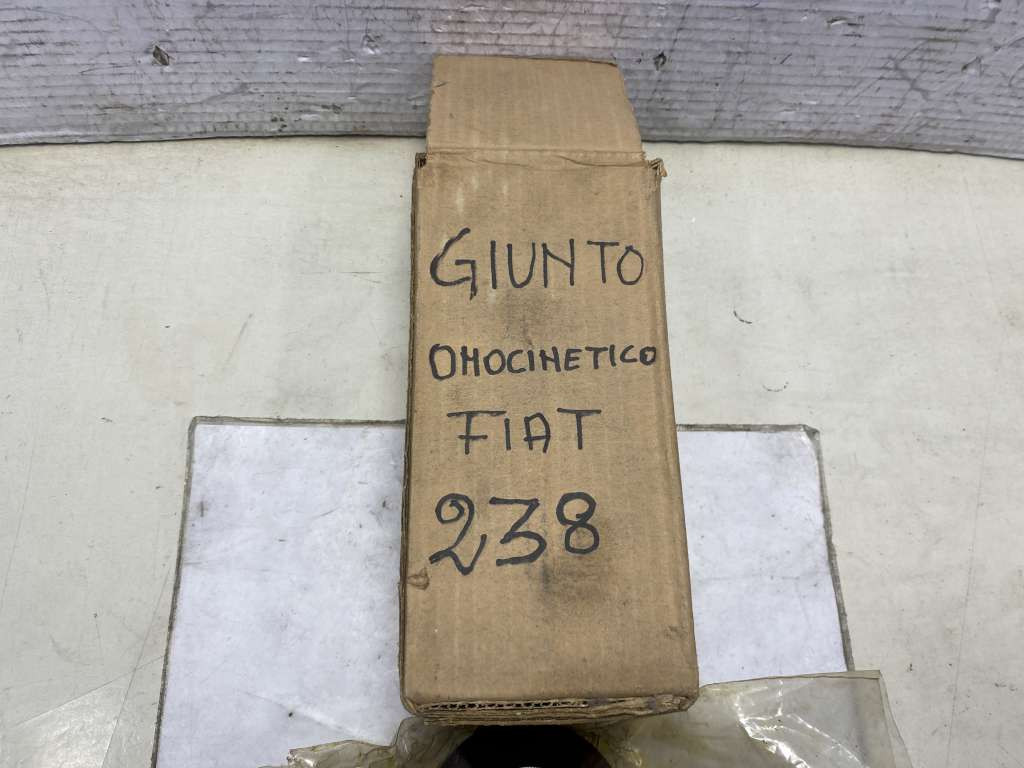 GIUNTO
OMOCINETICO
FIAT
238